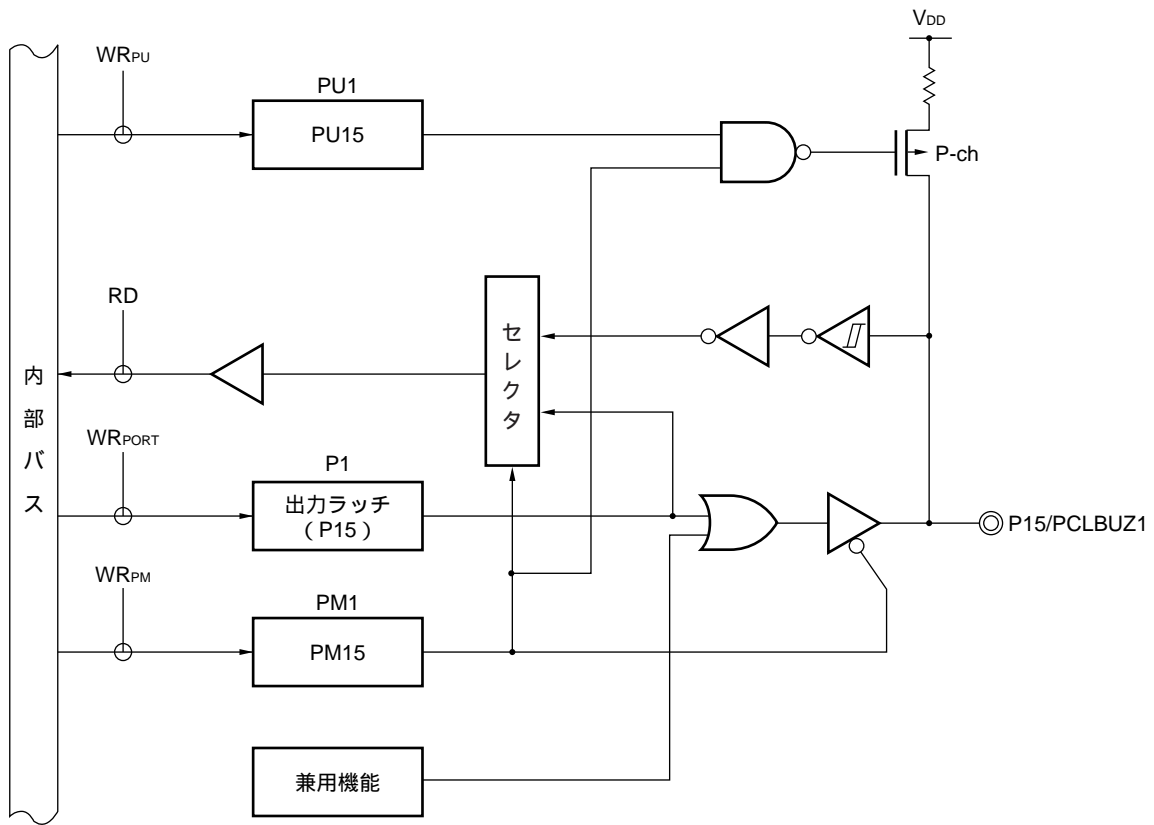 VDD
WRPU
PU1
PU15
P-ch
RD
セレクタ
内部バス
WRPORT
P1
出力ラッチ
（P15）
P15/PCLBUZ1
WRPM
PM1
PM15
兼用機能